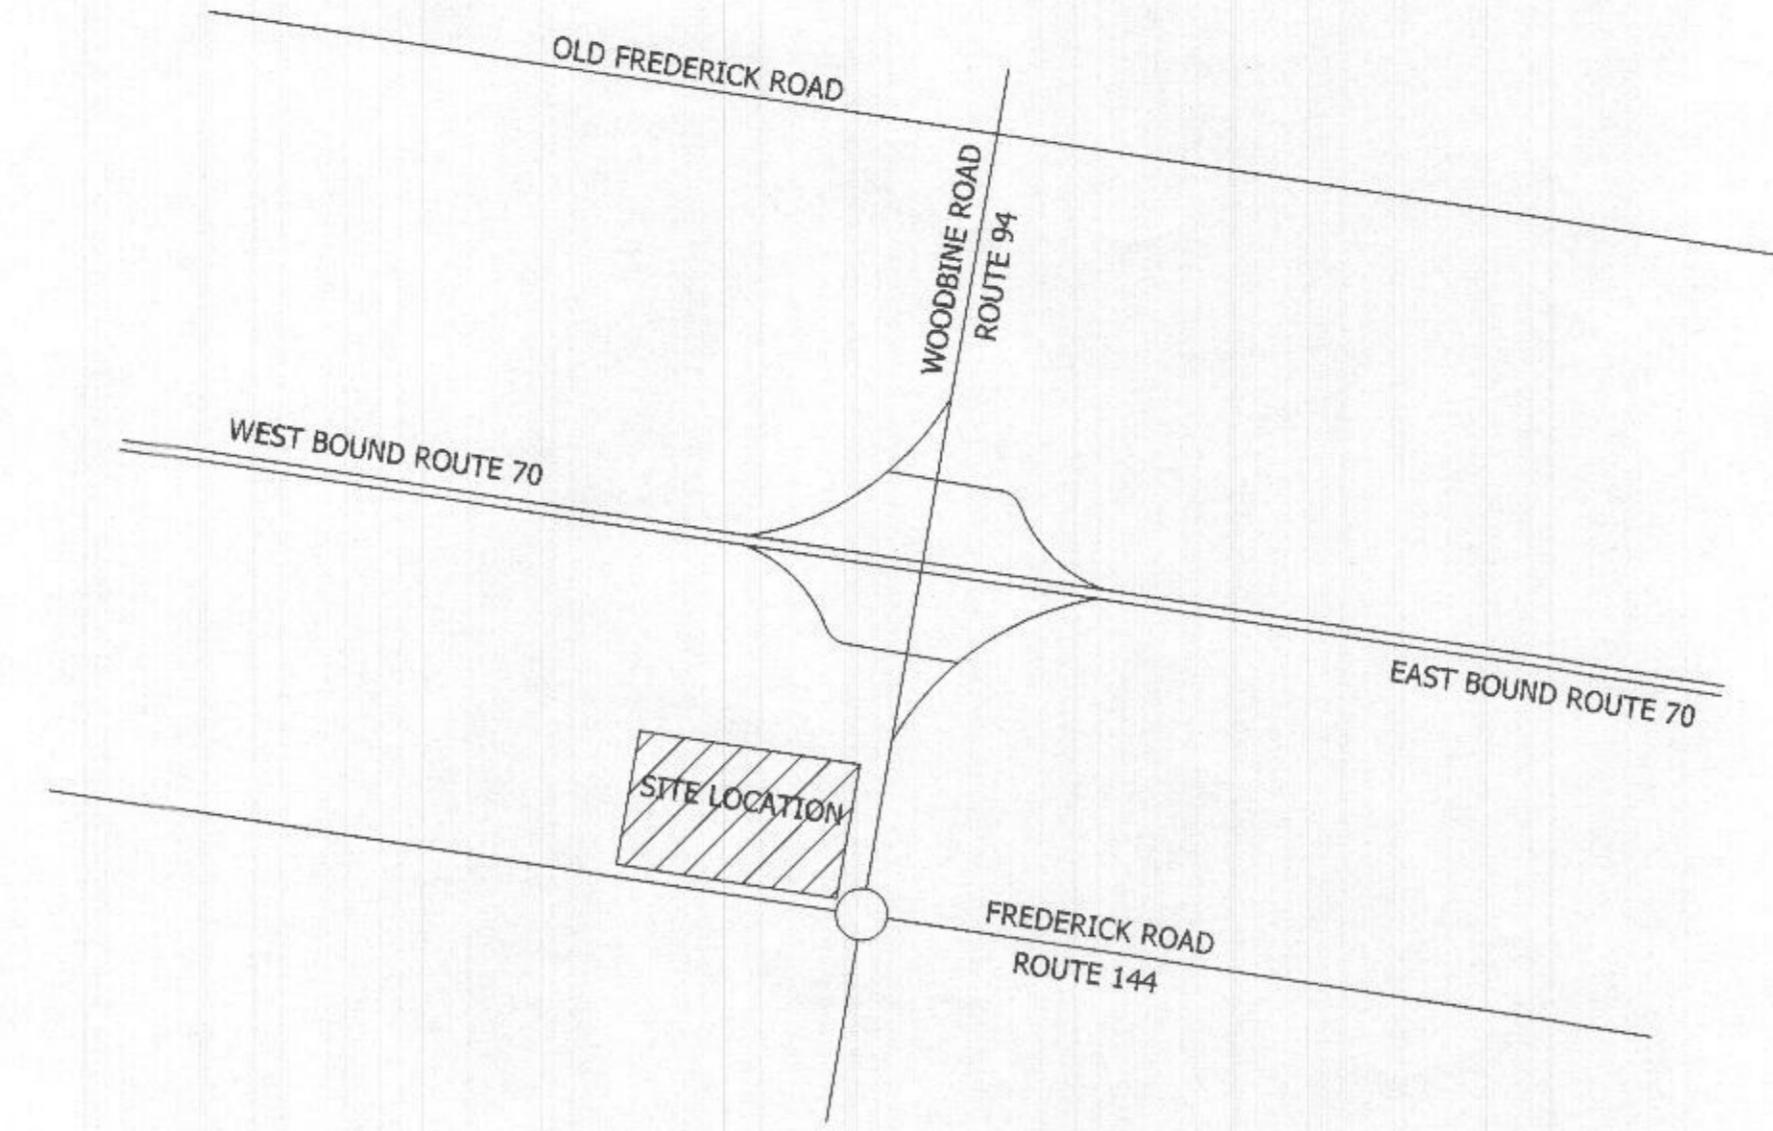 OLD FREDERICK ROAD
WOODBINE ROAD
ROUTE 94
WEST BOUND ROUTE 70
EAST BOUND ROUTE 70
SITE LOCATION
FREDERICK ROAD
ROUTE 144